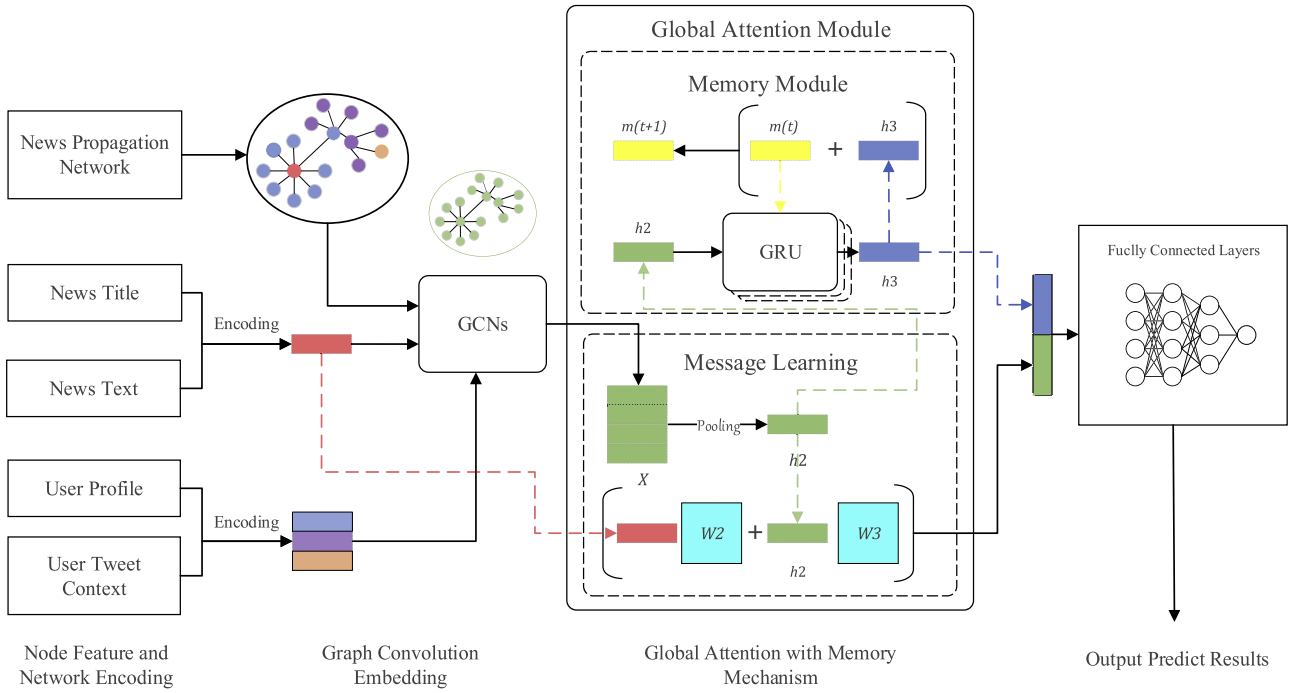 Global Attention Module
Memory Module
m(t+1)
m(t)
+
h3
News Propagation
Network
h2
GRU
h3
Fuclly Connected Layers
News Title
Encoding
GCNs
News Text
Message Learning
Pooling
h2
X
User Profile
Encoding
User Tweet
Context
W2
+
W3
h2
Node Feature and
Network Encoding
Graph Convolution
Embedding
Global Attention with Memory
Mechanism
Output Predict Results